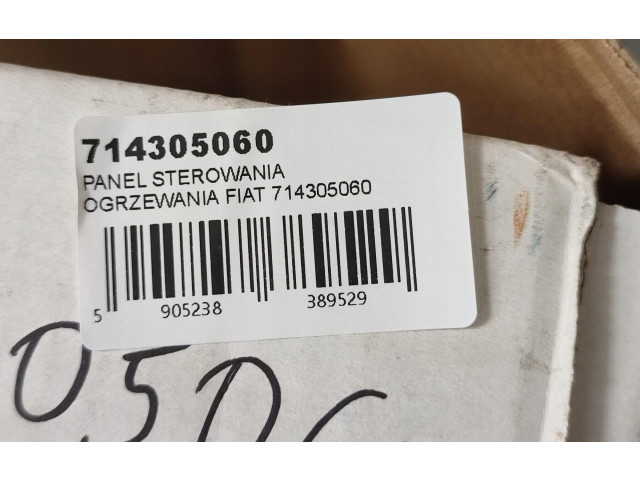 714305060
PANEL STEROWANIA
OGRZEWANIA FIAT 714305060
5 905238 389529